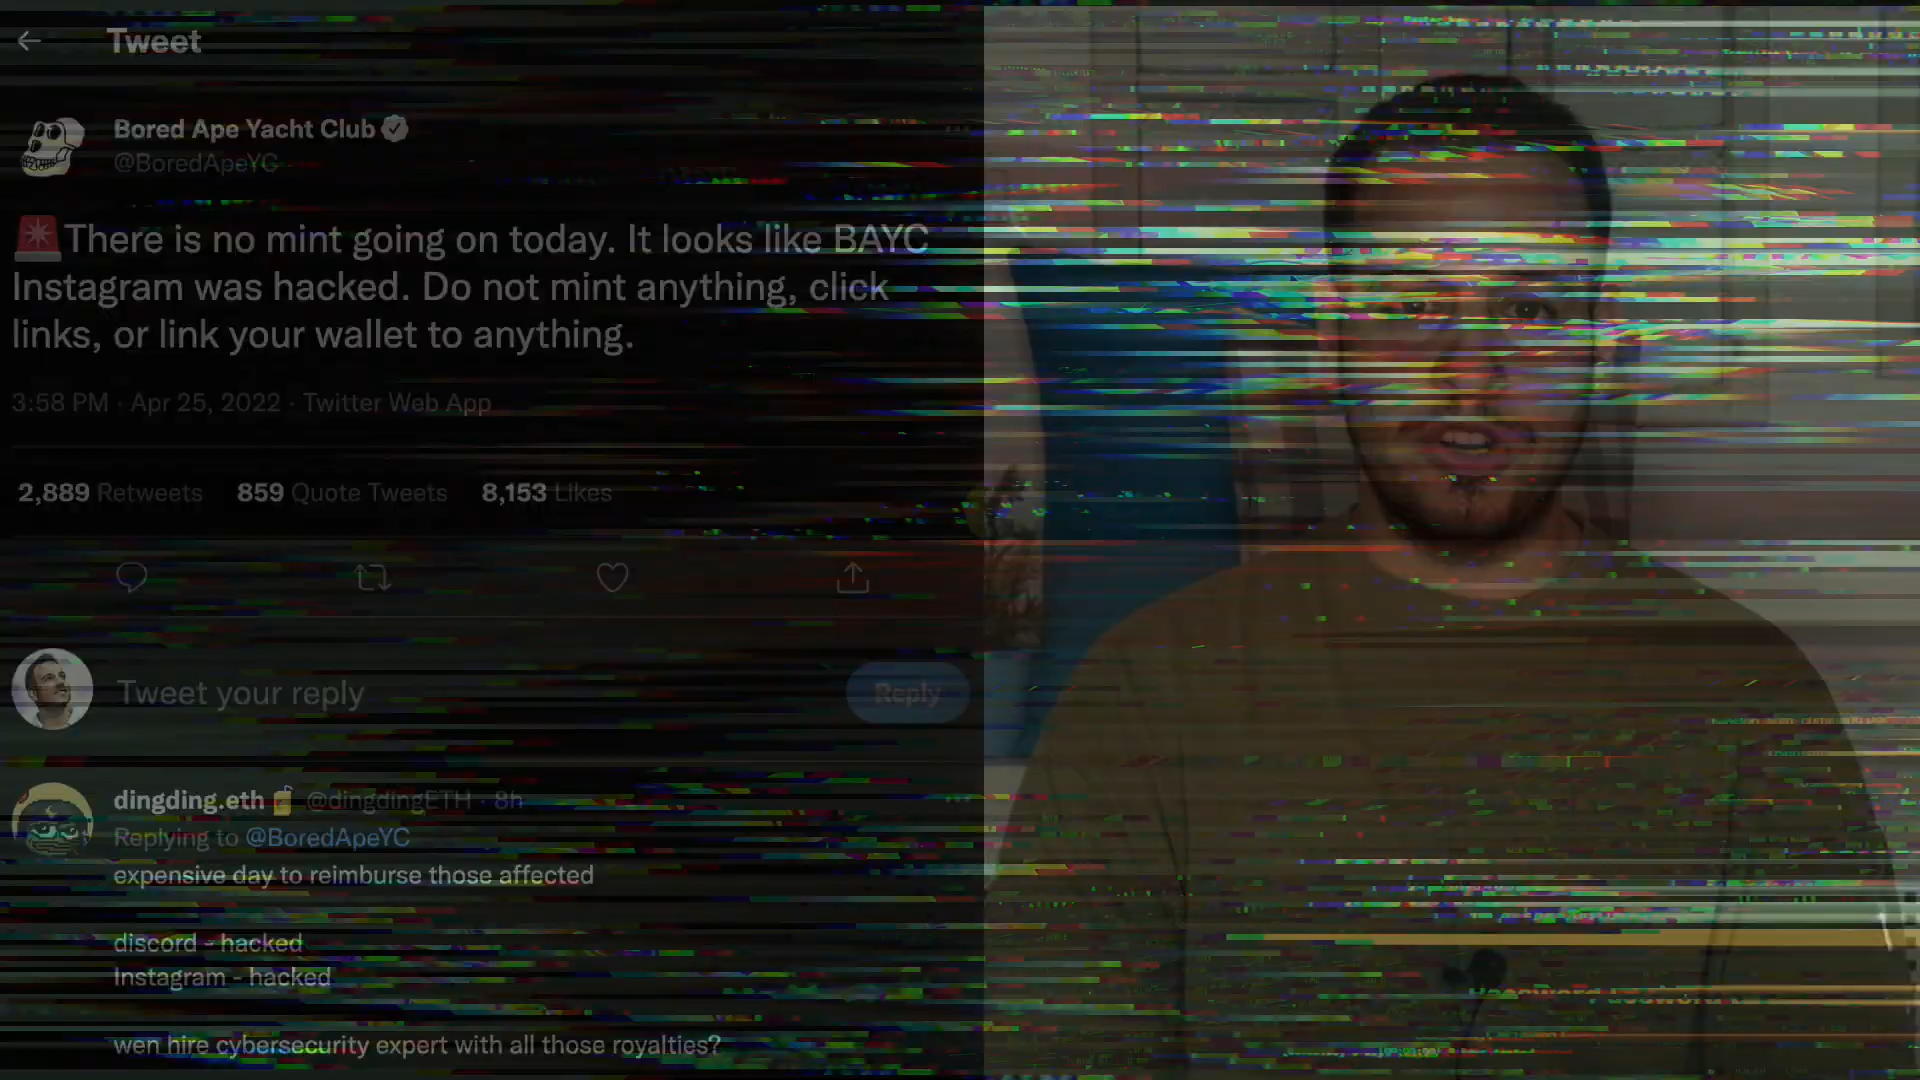 Tweet
Bored Ape Yacht Club
@BoredApeYC
🚨There is no mint going on today. It looks like BAYC
Instagram was hacked. Do not mint anything, click
links, or link your wallet to anything.
3:58 PM · Apr 25, 2022 · Twitter Web App
2,889 Retweets 859 Quote Tweets 8,153 Likes
Tweet your reply
Reply
dingding.eth 🧃 @dingdingETH · 8h
Replying to @BoredApeYC
expensive day to reimburse those affected
discord - hacked
Instagram - hacked
wen hire cybersecurity expert with all those royalties?